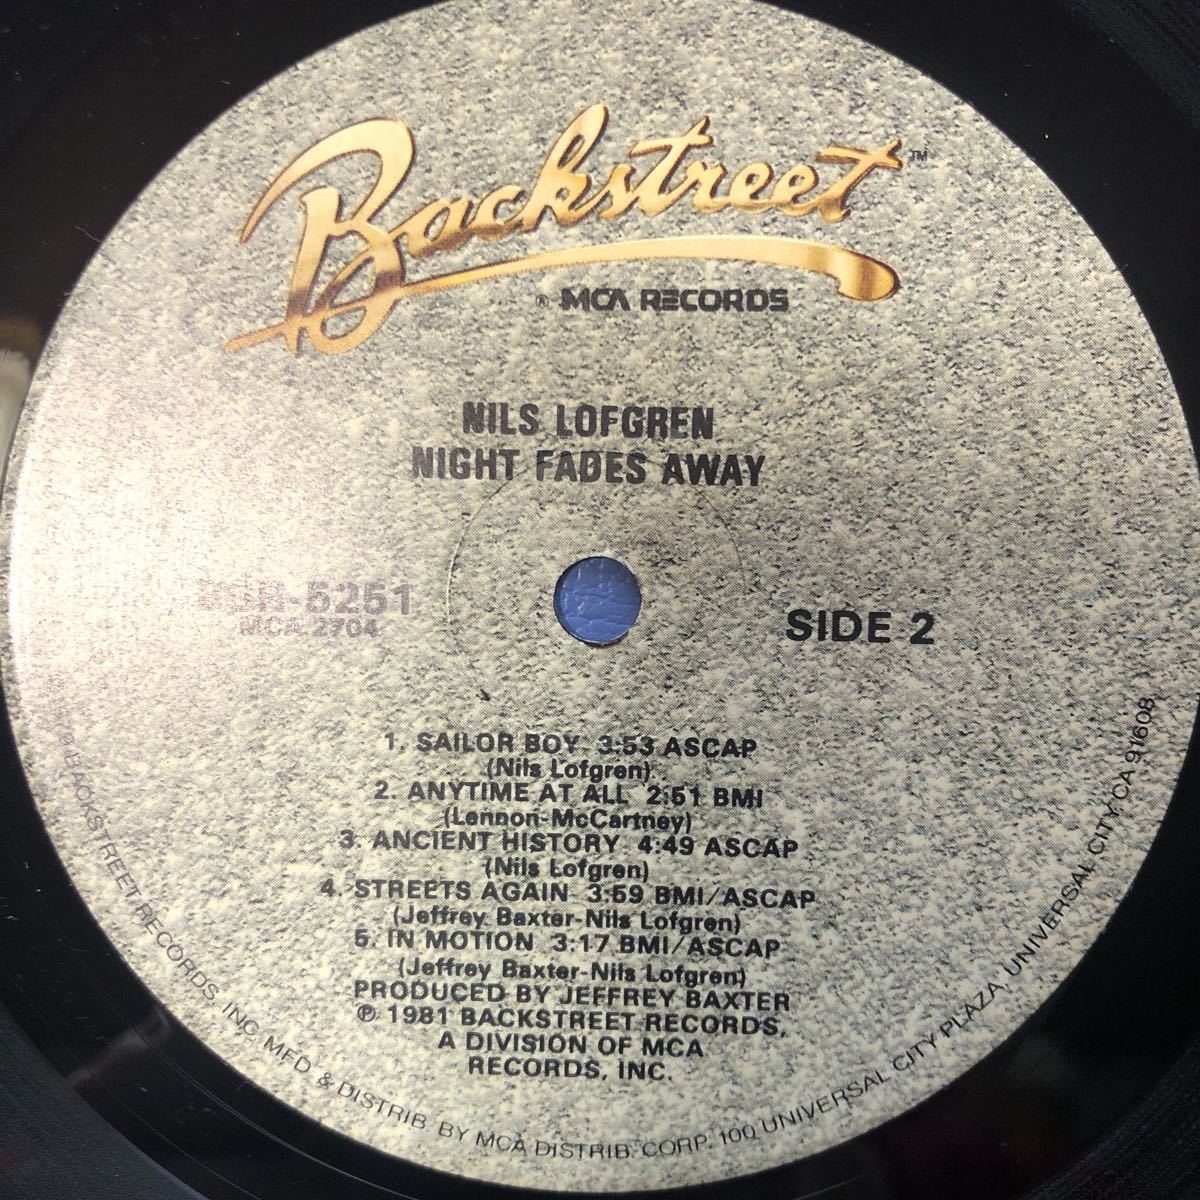 Backstreet™
® MCA RECORDS
NILS LOFGREN
NIGHT FADES AWAY
BSR-5251
MCA 2704
SIDE 2
1. SAILOR BOY 3:53 ASCAP
(Nils Lofgren)
2. ANYTIME AT ALL 2:51 BMI
(Lennon-McCartney)
3. ANCIENT HISTORY 4:49 ASCAP
(Nils Lofgren)
4. STREETS AGAIN 3:59 BMI/ASCAP
(Jeffrey Baxter-Nils Lofgren)
5. IN MOTION 3:17 BMI/ASCAP
(Jeffrey Baxter-Nils Lofgren)
PRODUCED BY JEFFREY BAXTER
℗ 1981 BACKSTREET RECORDS,
A DIVISION OF MCA
RECORDS, INC.
BACKSTREET RECORDS, INC. MFD & DISTRIB. BY MCA DISTRIB. CORP. 100 UNIVERSAL CITY PLAZA, UNIVERSAL CITY, CA 91608